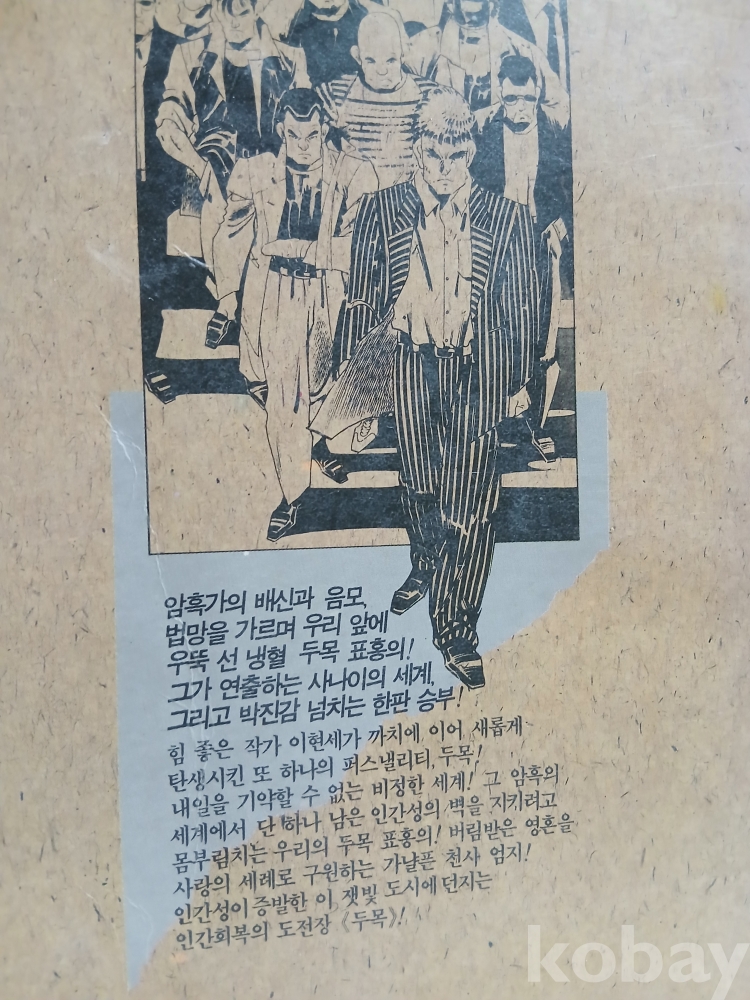 암흑가의 배신과 음모,
법망을 가르며 우리 앞에
우뚝 선 냉혈 두목 표홍의!
그가 연출하는 사나이의 세계,
그리고 박진감 넘치는 한판 승부!
힘 좋은 작가 이현세가 까치에 이어 새롭게
탄생시킨 또 하나의 퍼스낼리티, 두목!
내일을 기약할 수 없는 비정한 세계! 그 암흑의
세계에서 단 하나 남은 인간성의 벽을 지키려고
몸부림치는 우리의 두목 표홍의! 버림받은 영혼을
사랑의 세례로 구원하는 가냘픈 천사 엄지!
인간성이 증발한 이 잿빛 도시에 던지는
인간회복의 도전장 《두목》!
kobay